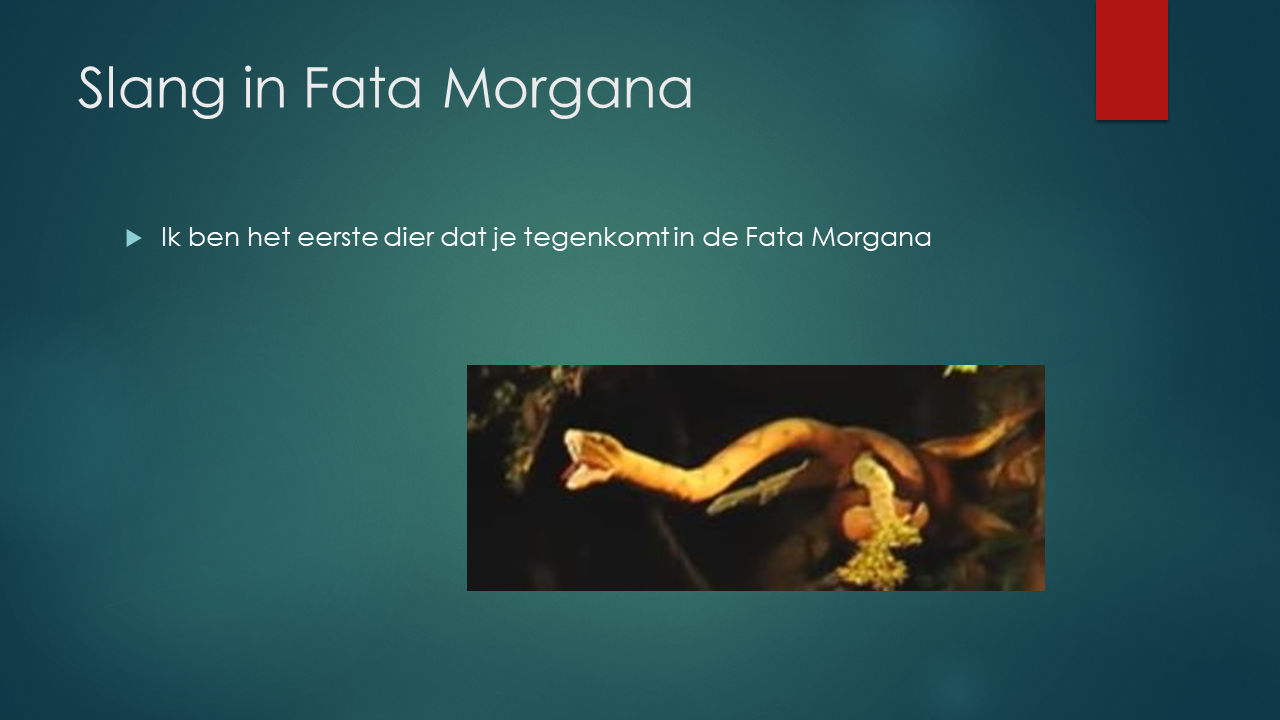 Slang in Fata Morgana
Ik ben het eerste dier dat je tegenkomt in de Fata Morgana